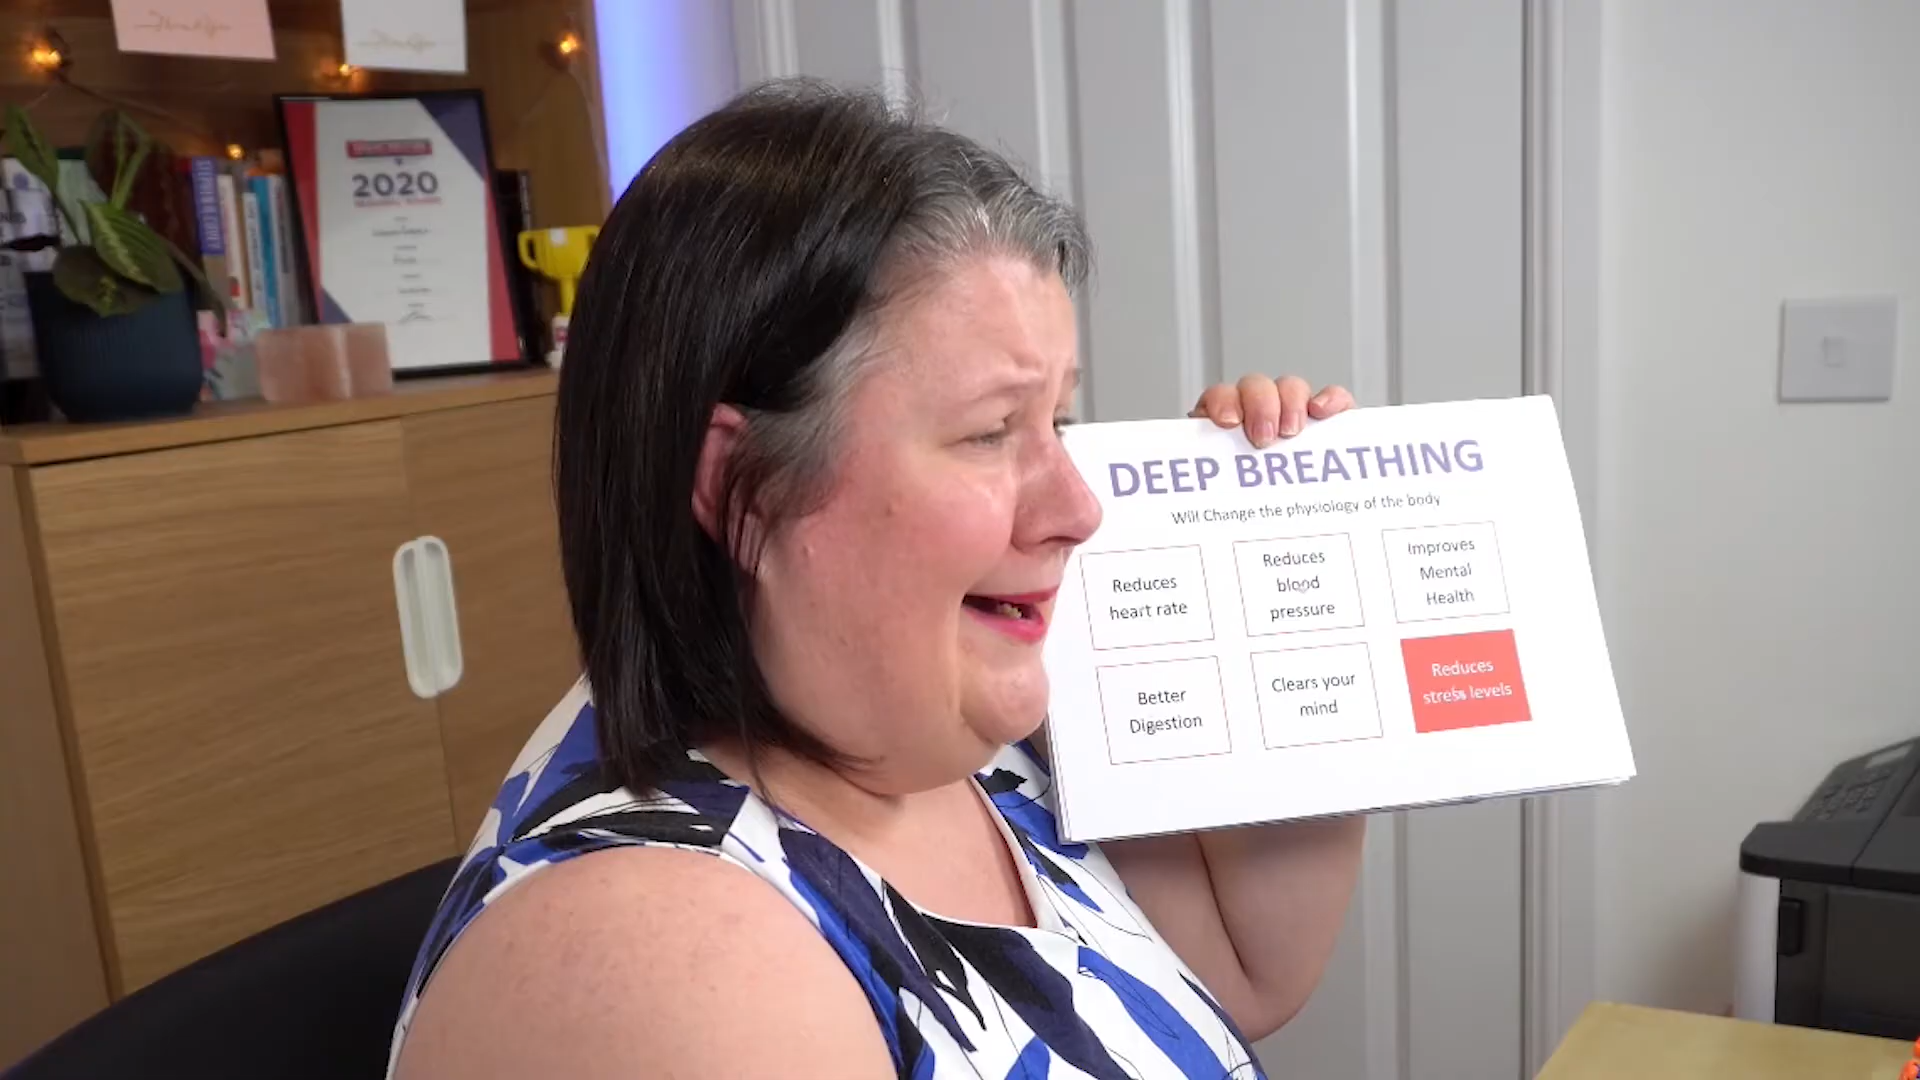 2020
DEEP BREATHING
Will Change the physiology of the body
Reduces
heart rate
Reduces
blood
pressure
Improves
Mental
Health
Better
Digestion
Clears your
mind
Reduces
stress levels